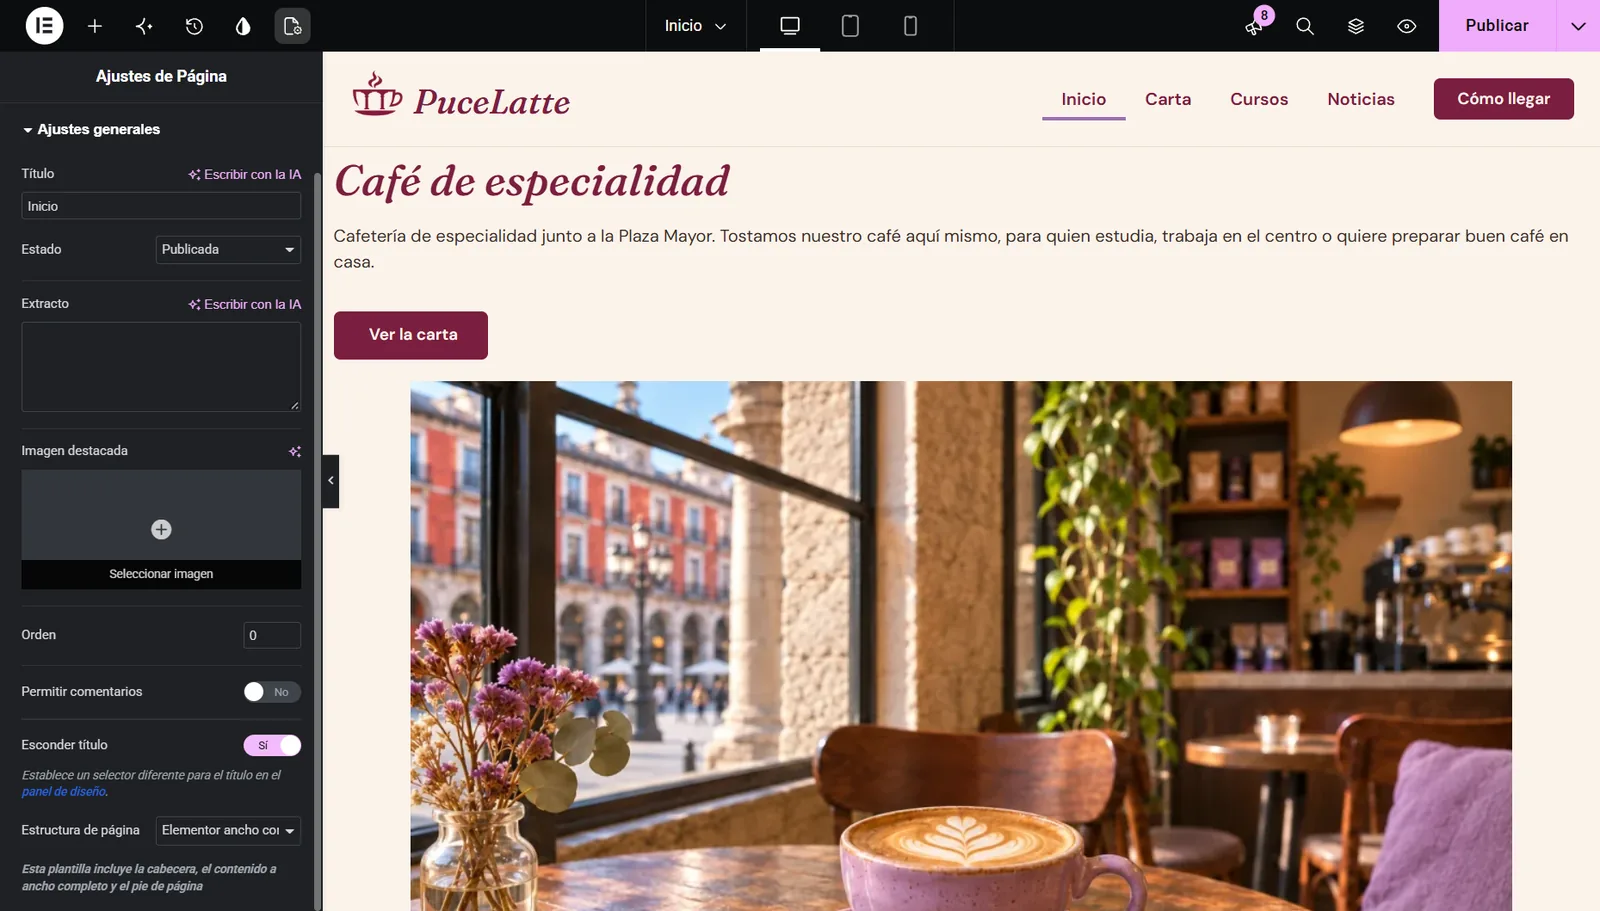 Inicio
8
Publicar
Ajustes de Página
Ajustes generales
Título
Escribir con la IA
Inicio
Estado
Publicada
Extracto
Escribir con la IA
Imagen destacada
Seleccionar imagen
Orden
0
Permitir comentarios
No
Esconder título
Sí
Establece un selector diferente para el título en el
panel de diseño.
Estructura de página
Elementor ancho co
Esta plantilla incluye la cabecera, el contenido a
ancho completo y el pie de página
PuceLatte
Inicio
Carta
Cursos
Noticias
Cómo llegar
Café de especialidad
Cafetería de especialidad junto a la Plaza Mayor. Tostamos nuestro café aquí mismo, para quien estudia, trabaja en el centro o quiere preparar buen café en
casa.
Ver la carta